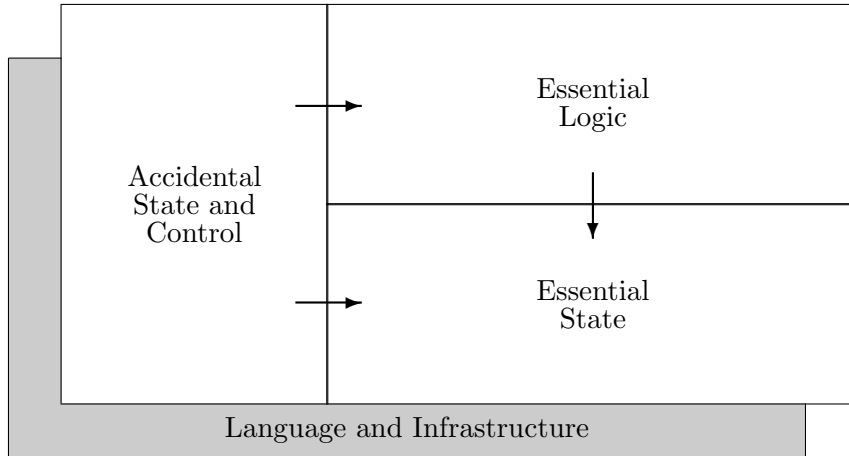 Essential
Logic
Accidental
State and
Control
Essential
State
Language and Infrastructure